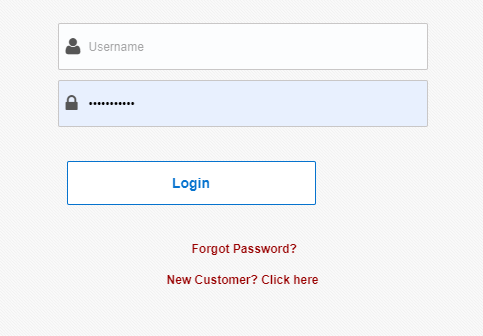 Username
•••••••••••
Login
Forgot Password?
New Customer? Click here